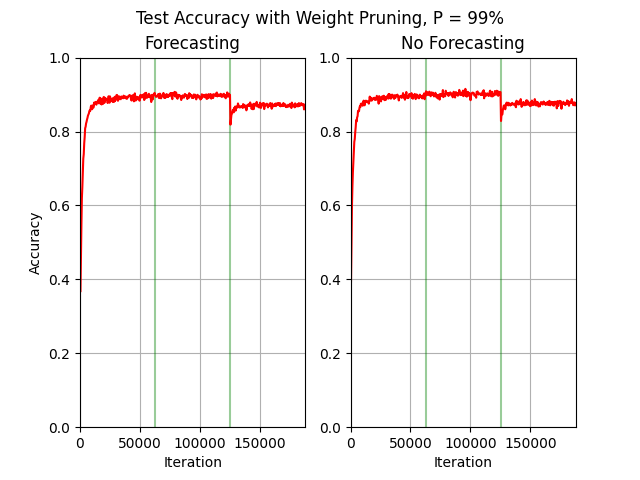 Test Accuracy with Weight Pruning, P = 99%
Forecasting
No Forecasting
1.0
0.8
0.6
0.4
0.2
0.0
Accuracy
0 50000 100000 150000
Iteration
1.0
0.8
0.6
0.4
0.2
0.0
0 50000 100000 150000
Iteration